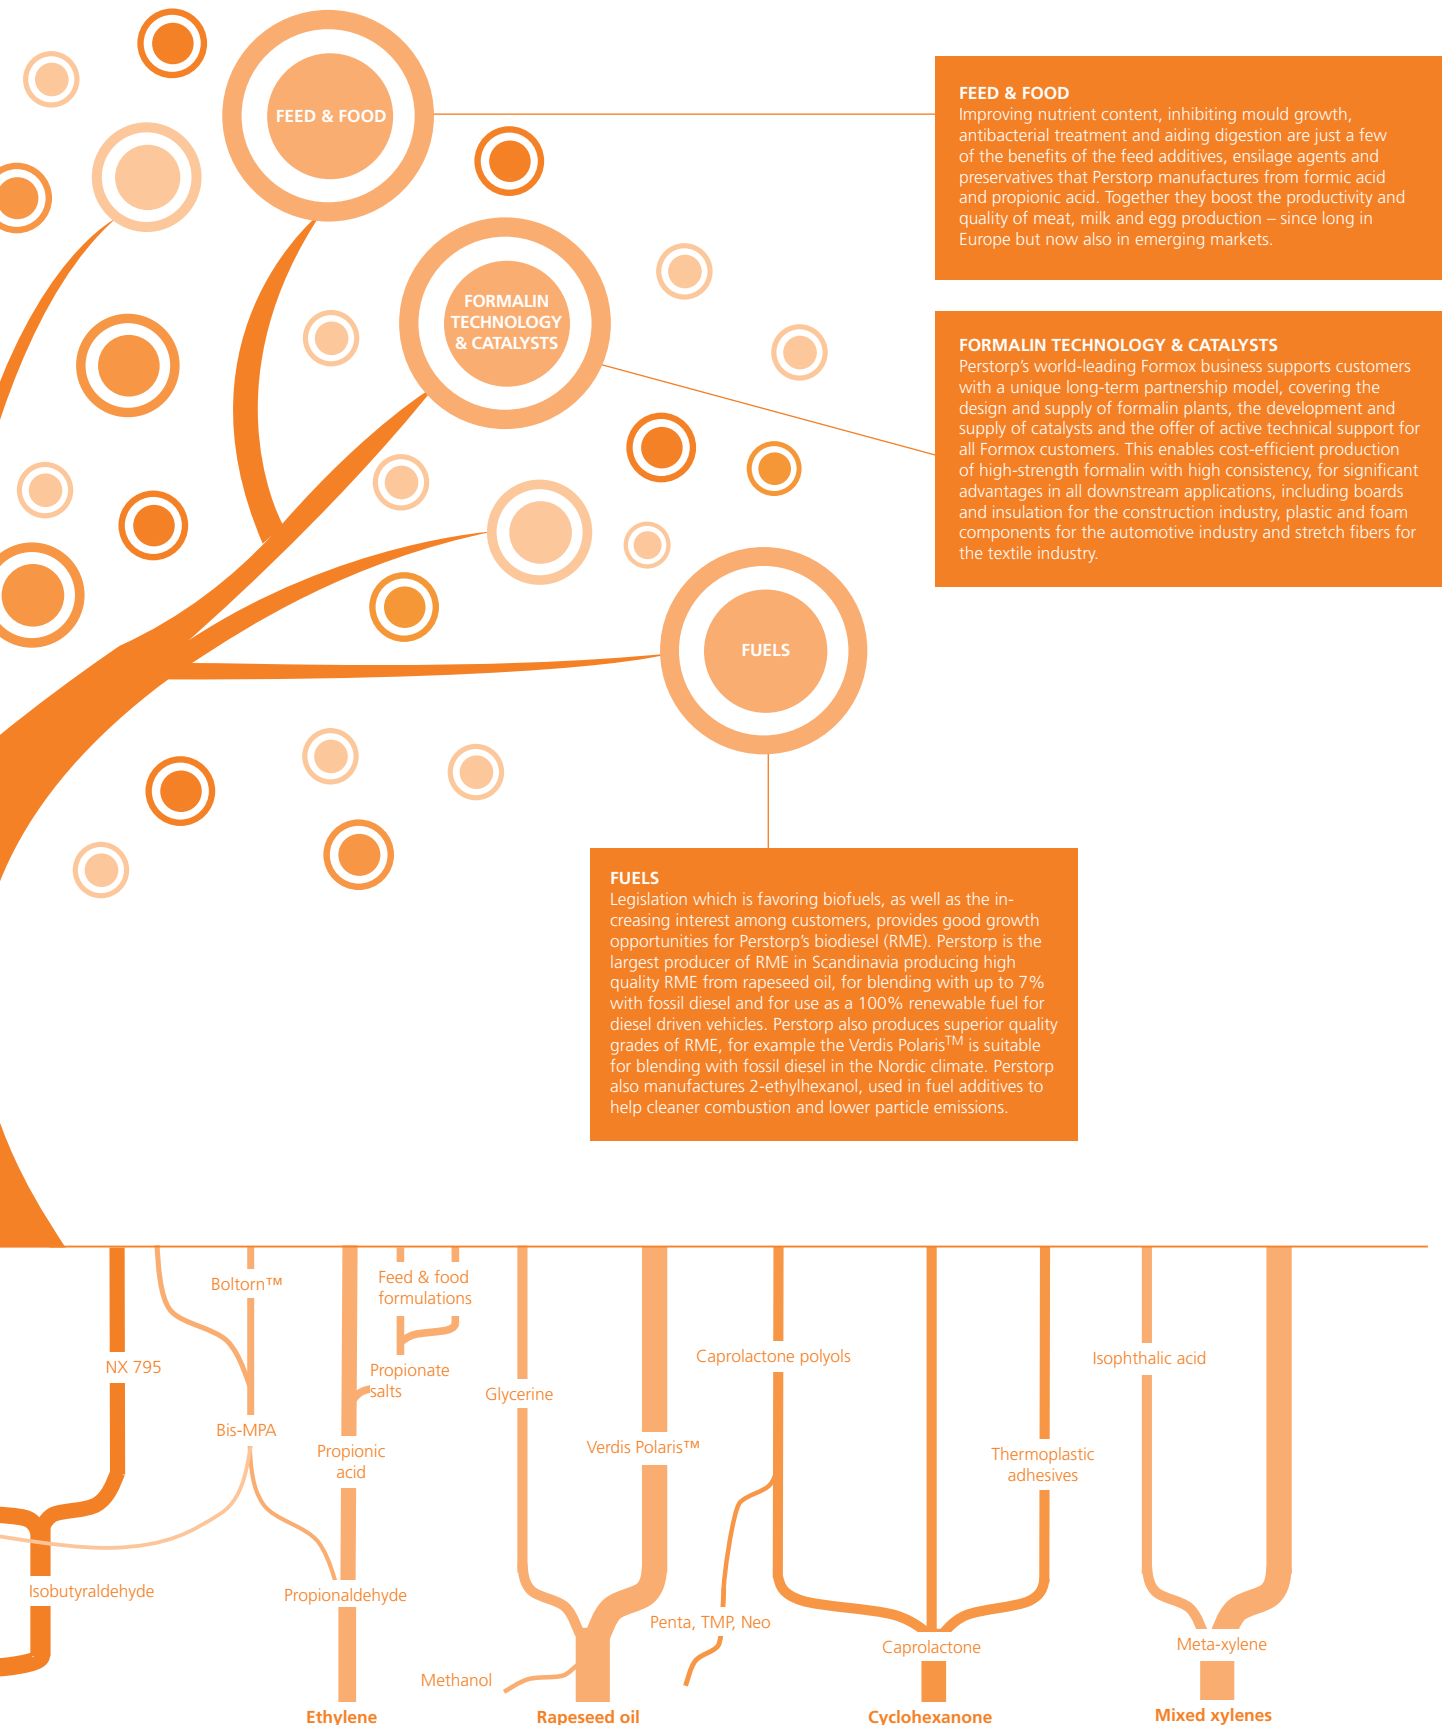 FEED & FOOD
FEED & FOOD
Improving nutrient content, inhibiting mould growth,
antibacterial treatment and aiding digestion are just a few
of the benefits of the feed additives, ensilage agents and
preservatives that Perstorp manufactures from formic acid
and propionic acid. Together they boost the productivity and
quality of meat, milk and egg production – since long in
Europe but now also in emerging markets.
FORMALIN
TECHNOLOGY
& CATALYSTS
FORMALIN TECHNOLOGY & CATALYSTS
Perstorp’s world-leading Formox business supports customers
with a unique long-term partnership model, covering the
design and supply of formalin plants, the development and
supply of catalysts and the offer of active technical support for
all Formox customers. This enables cost-efficient production
of high-strength formalin with high consistency, for significant
advantages in all downstream applications, including boards
and insulation for the construction industry, plastic and foam
components for the automotive industry and stretch fibers for
the textile industry.
FUELS
FUELS
Legislation which is favoring biofuels, as well as the in-
creasing interest among customers, provides good growth
opportunities for Perstorp’s biodiesel (RME). Perstorp is the
largest producer of RME in Scandinavia producing high
quality RME from rapeseed oil, for blending with up to 7%
with fossil diesel and for use as a 100% renewable fuel for
diesel driven vehicles. Perstorp also produces superior quality
grades of RME, for example the Verdis Polaris™ is suitable
for blending with fossil diesel in the Nordic climate. Perstorp
also manufactures 2-ethylhexanol, used in fuel additives to
help cleaner combustion and lower particle emissions.
Boltorn™
Feed & food
formulations
NX 795
Propionate
salts
Glycerine
Caprolactone polyols
Isophthalic acid
Bis-MPA
Propionic
acid
Verdis Polaris™
Thermoplastic
adhesives
Isobutyraldehyde
Propionaldehyde
Penta, TMP, Neo
Caprolactone
Meta-xylene
Methanol
Ethylene
Rapeseed oil
Cyclohexanone
Mixed xylenes